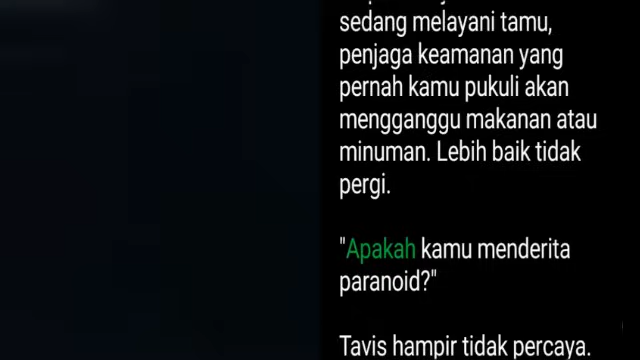 sedang melayani tamu,
penjaga keamanan yang
pernah kamu pukuli akan
mengganggu makanan atau
minuman. Lebih baik tidak
pergi.
"Apakah kamu menderita
paranoid?"
Tavis hampir tidak percaya.